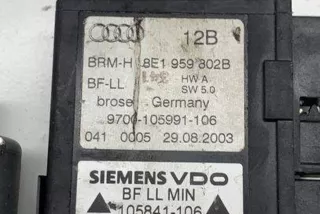 12B
BRM-H 8E1 959 802B
BF-LL HW A
SW 5.0
brose Germany
9700-105991-106
041 0005 29.08.2003
SIEMENS VDO
BF LL MIN
105841-106